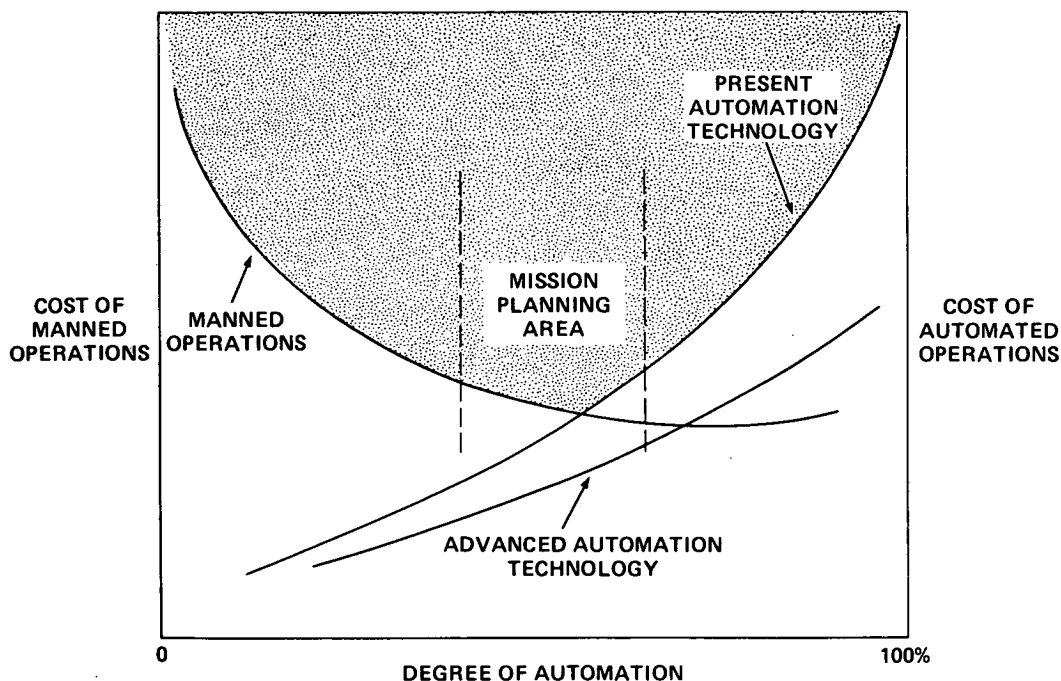 PRESENT
AUTOMATION
TECHNOLOGY
MISSION
PLANNING
AREA
COST OF
MANNED
OPERATIONS
MANNED
OPERATIONS
COST OF
AUTOMATED
OPERATIONS
ADVANCED AUTOMATION
TECHNOLOGY
0
100%
DEGREE OF AUTOMATION